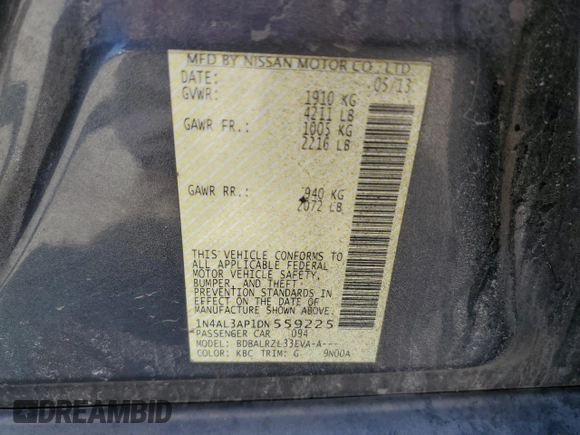 MFD BY NISSAN MOTOR CO., LTD.
DATE: 05/13
GVWR: 1910 KG
4211 LB
GAWR FR.: 1005 KG
2216 LB
GAWR RR.: 940 KG
2072 LB
THIS VEHICLE CONFORMS TO
ALL APPLICABLE FEDERAL
MOTOR VEHICLE SAFETY,
BUMPER, AND THEFT
PREVENTION STANDARDS IN
EFFECT ON THE DATE OF
MANUFACTURE SHOWN ABOVE.
1N4AL3AP1DN559225
PASSENGER CAR 094
MODEL: BDBALRZL33EVA-A---
COLOR: KBC TRIM: G 9N00A
DREAMBID